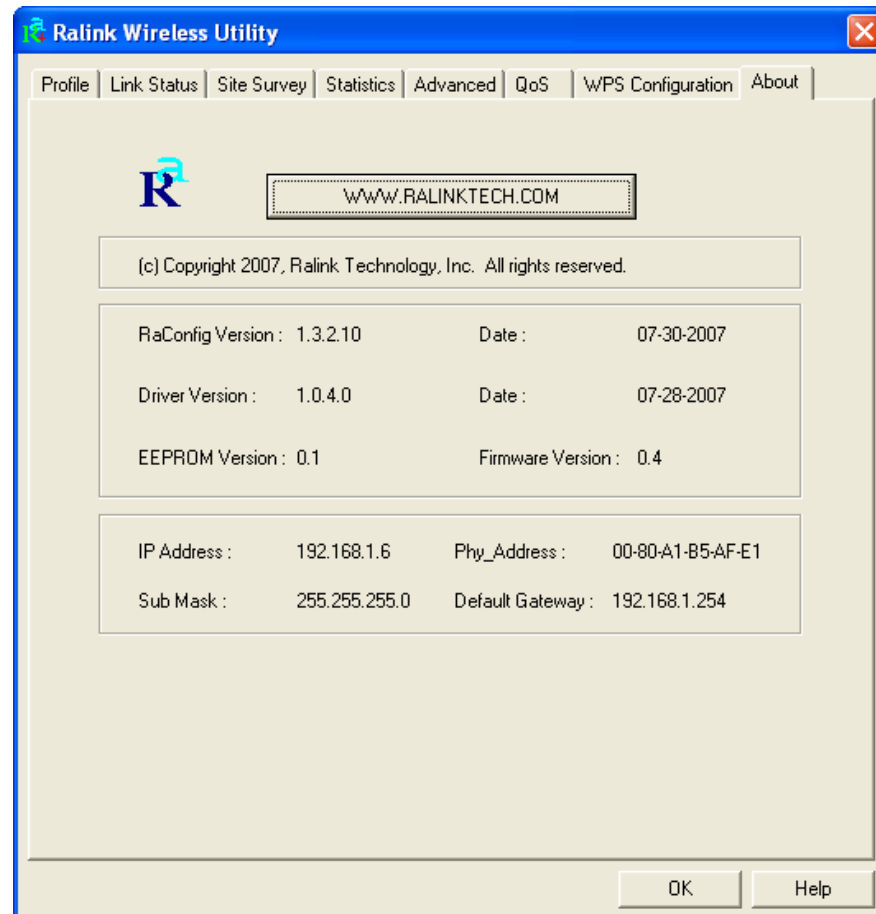 Ralink Wireless Utility
Profile Link Status Site Survey Statistics Advanced QoS WPS Configuration About
Ra
WWW.RALINKTECH.COM
(c) Copyright 2007, Ralink Technology, Inc. All rights reserved.
RaConfig Version : 1.3.2.10 Date : 07-30-2007
Driver Version : 1.0.4.0 Date : 07-28-2007
EEPROM Version : 0.1 Firmware Version : 0.4
IP Address : 192.168.1.6 Phy_Address : 00-80-A1-B5-AF-E1
Sub Mask : 255.255.255.0 Default Gateway : 192.168.1.254
OK Help